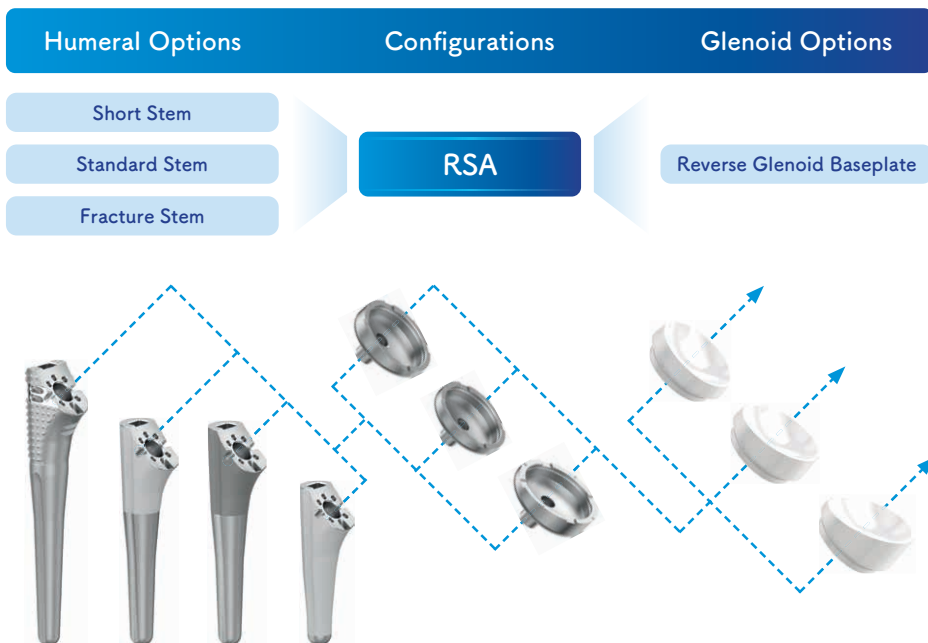 Humeral Options
Configurations
Glenoid Options
Short Stem
Standard Stem
Fracture Stem
RSA
Reverse Glenoid Baseplate